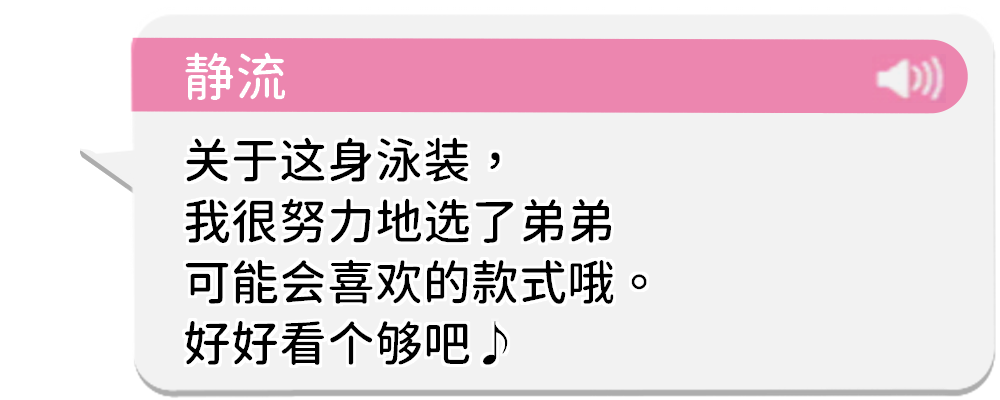 静流
关于这身泳装，
我很努力地选了弟弟
可能会喜欢的款式哦。
好好看个够吧♪